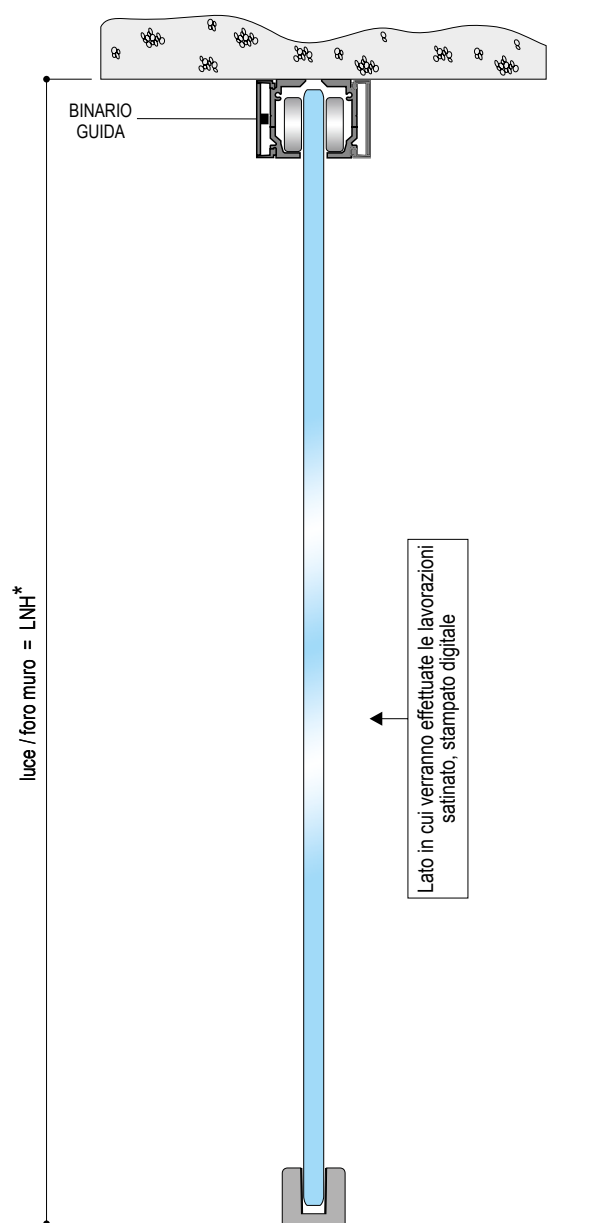 BINARIO
GUIDA
luce / foro muro = LNH*
Lato in cui verranno effettuate le lavorazioni
satinato, stampato digitale